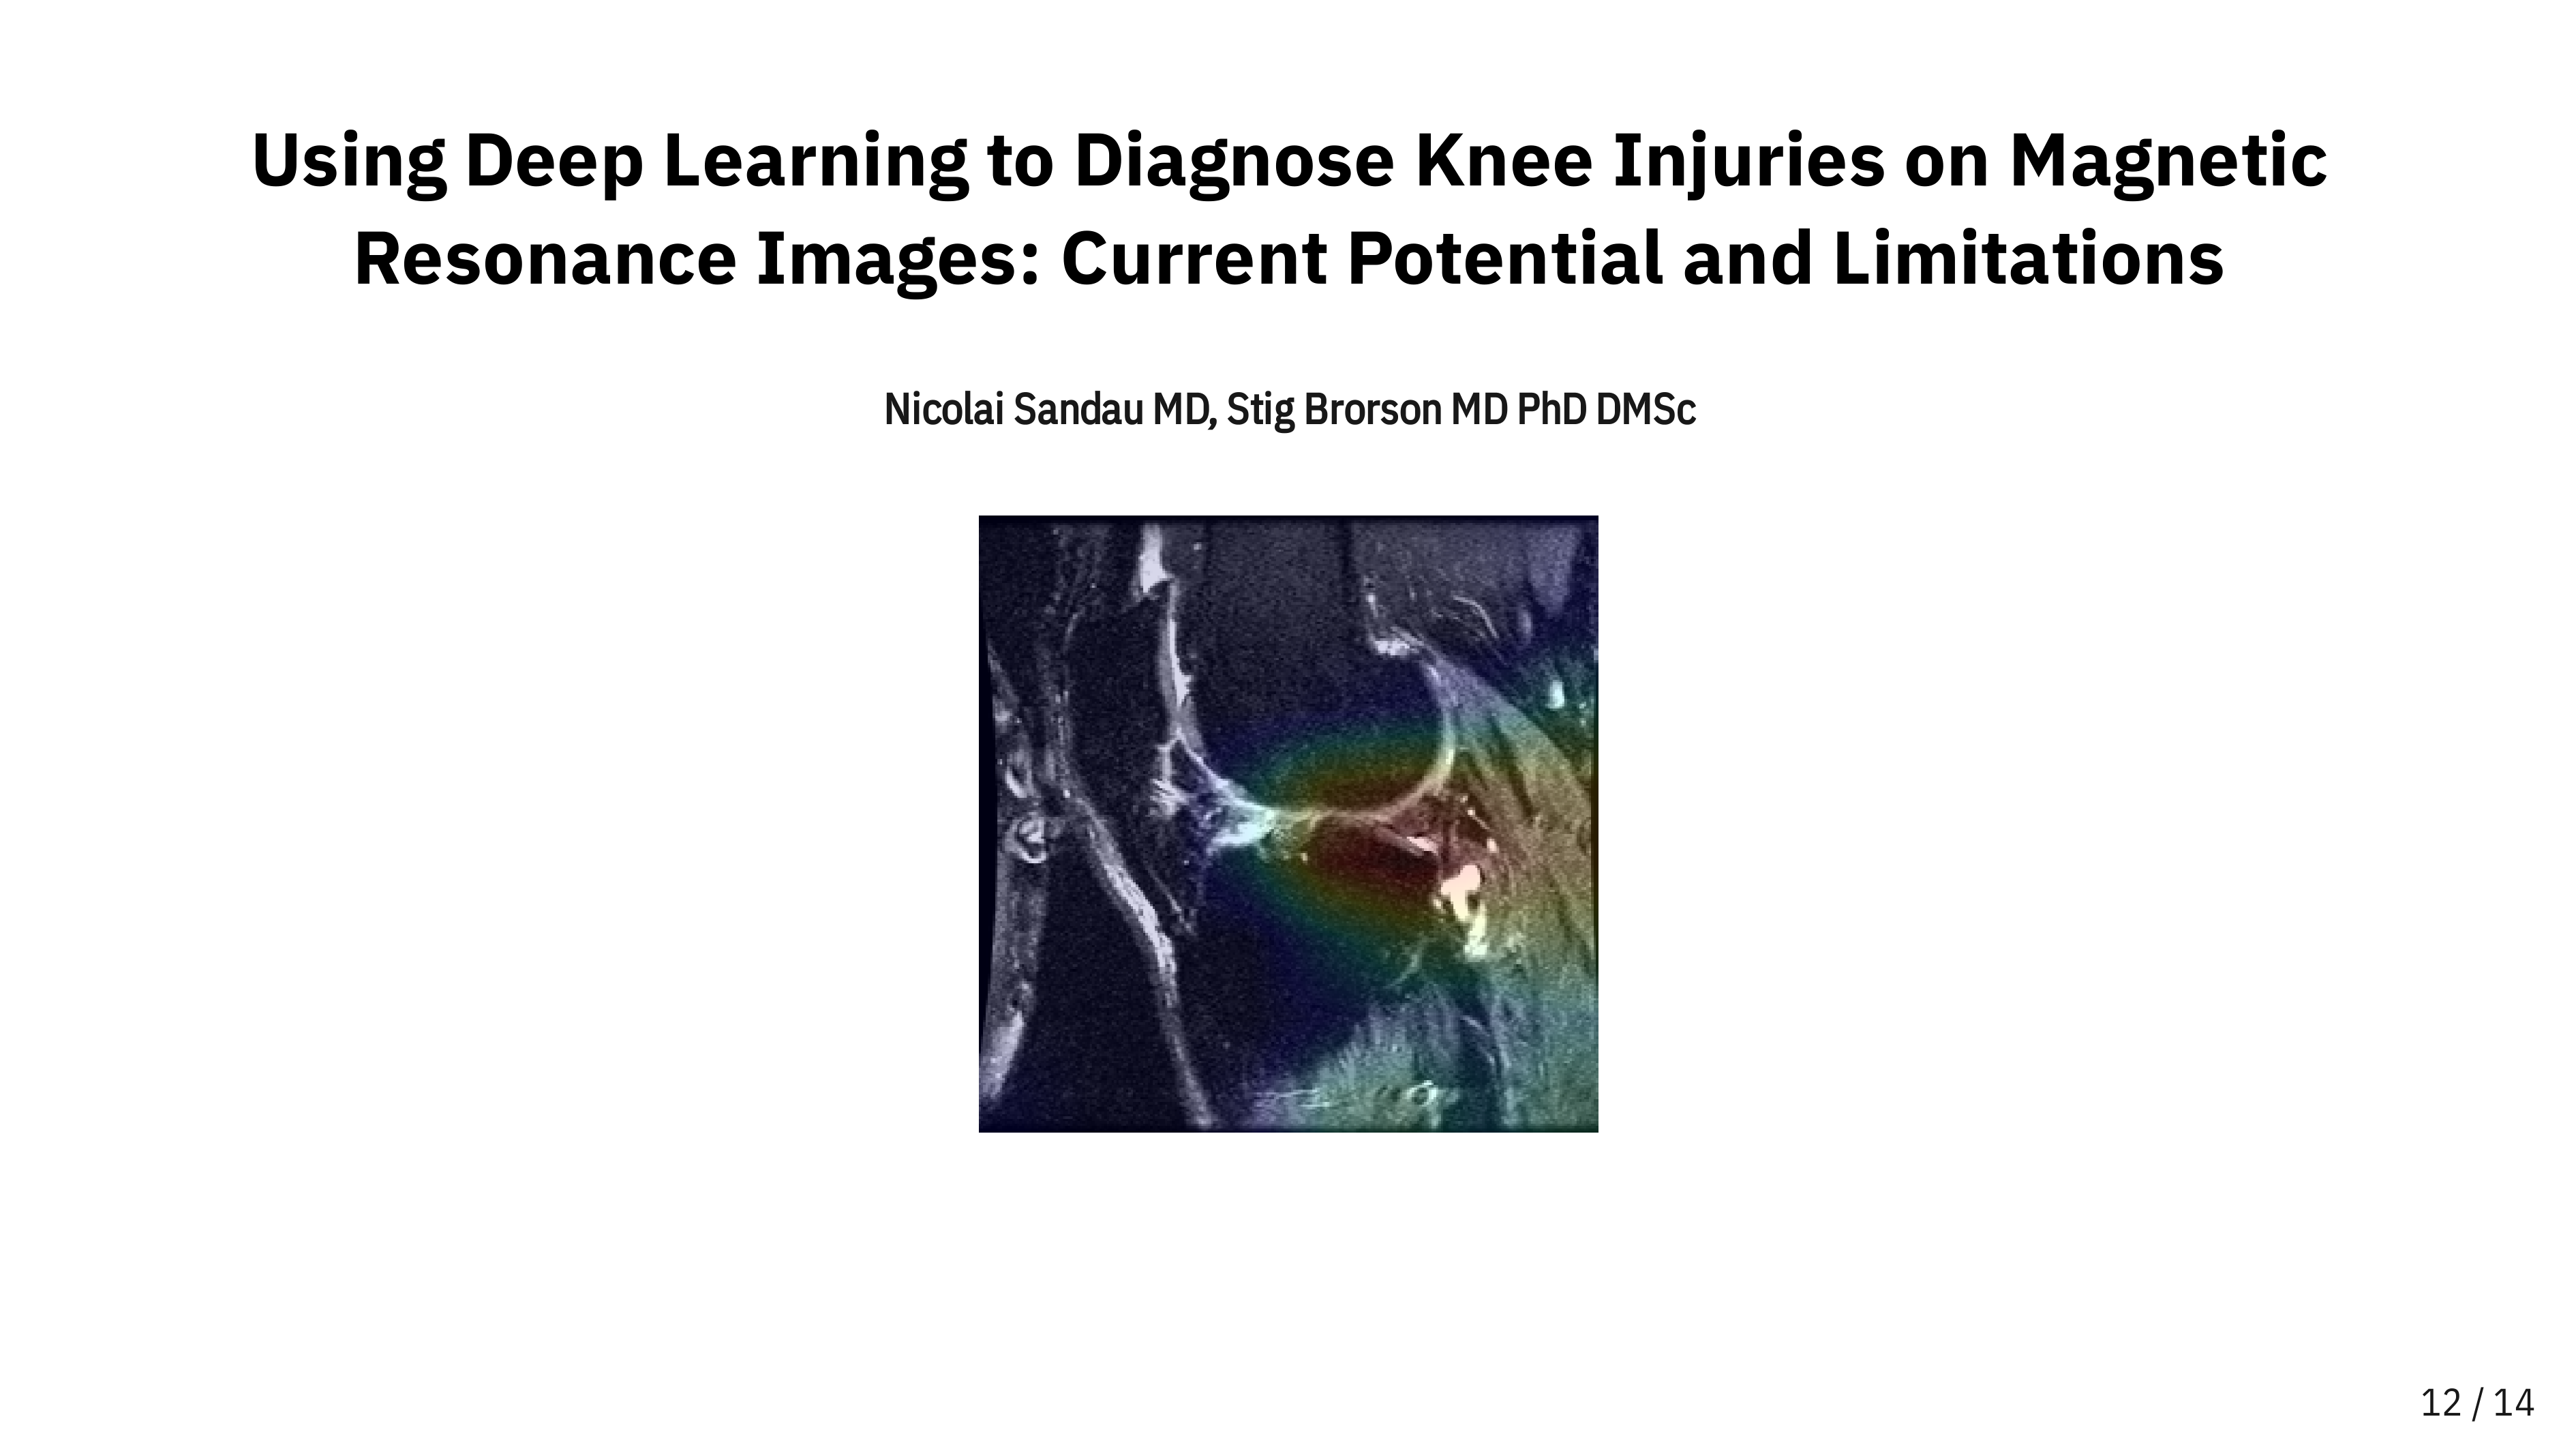 Using Deep Learning to Diagnose Knee Injuries on Magnetic
Resonance Images: Current Potential and Limitations
Nicolai Sandau MD, Stig Brorson MD PhD DMSc
12 / 14